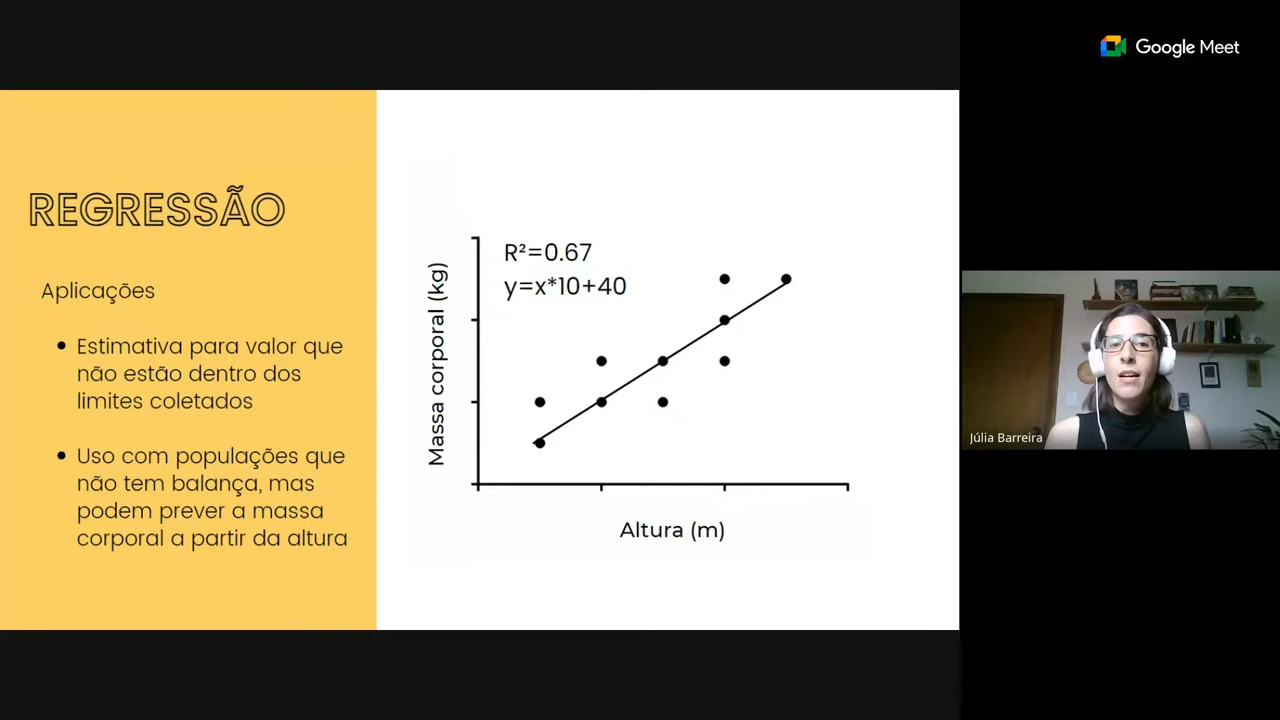 Google Meet
REGRESSÃO
Aplicações
• Estimativa para valor que
não estão dentro dos
limites coletados
• Uso com populações que
não tem balança, mas
podem prever a massa
corporal a partir da altura
R²=0.67
y=x*10+40
Massa corporal (kg)
Altura (m)
Júlia Barreira